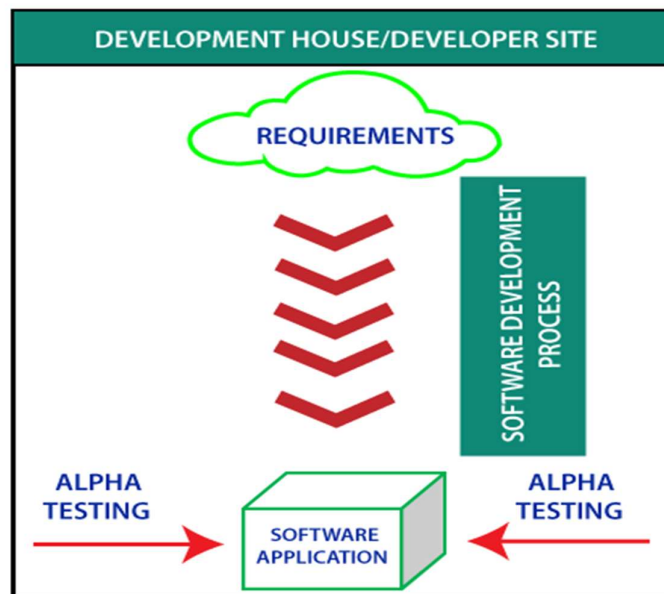 DEVELOPMENT HOUSE/DEVELOPER SITE
REQUIREMENTS
SOFTWARE DEVELOPMENT
PROCESS
ALPHA
TESTING
SOFTWARE
APPLICATION
ALPHA
TESTING